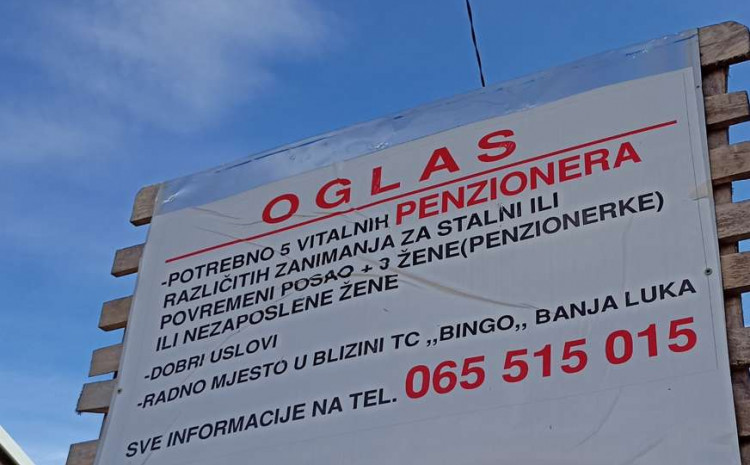 OGLAS
-POTREBNO 5 VITALNIH PENZIONERA
RAZLIČITIH ZANIMANJA ZA STALNI ILI
POVREMENI POSAO + 3 ŽENE(PENZIONERKE)
ILI NEZAPOSLENE ŽENE
-DOBRI USLOVI
-RADNO MJESTO U BLIZINI TC ,,BINGO,, BANJA LUKA
SVE INFORMACIJE NA TEL. 065 515 015